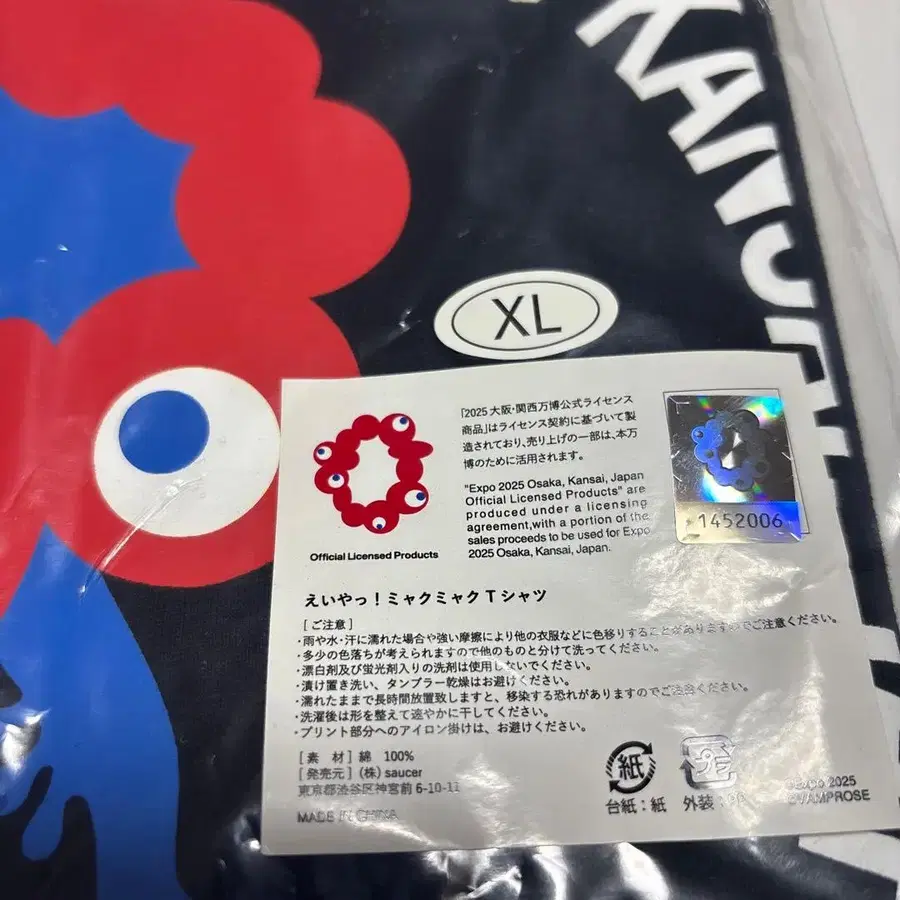 KANSAI
XL
「2025 大阪・関西万博公式ライセンス
商品」はライセンス契約に基づいて製
造されており、売り上げの一部は、本万
博のために活用されます。
"Expo 2025 Osaka, Kansai, Japan
Official Licensed Products" are
produced under a licensing
agreement,with a portion of the
sales proceeds to be used for Expo
2025 Osaka, Kansai, Japan.
1452006
Official Licensed Products
えいやっ！ミャクミャク Tシャツ
[ご注意]
・雨や水・汗に濡れた場合や強い摩擦により他の衣服などに色移りすることがありますのでご注意ください。
・多少の色落ちが考えられますので他のものと分けて洗ってください。
・漂白剤及び蛍光剤入りの洗剤は使用しないでください。
・漬け置き洗い、タンブラー乾燥はお避けください。
・濡れたままで長時間放置致しますと、移染する恐れがありますのでご注意ください。
・洗濯後は形を整えて速やかに干してください。
・プリント部分へのアイロン掛けは、お避けください。
[素 材] 綿 100%
[発売元] (株) saucer
東京都渋谷区神宮前 6-10-11
MADE IN CHINA
紙
台紙：紙
プラ
外装：PP
©Expo 2025